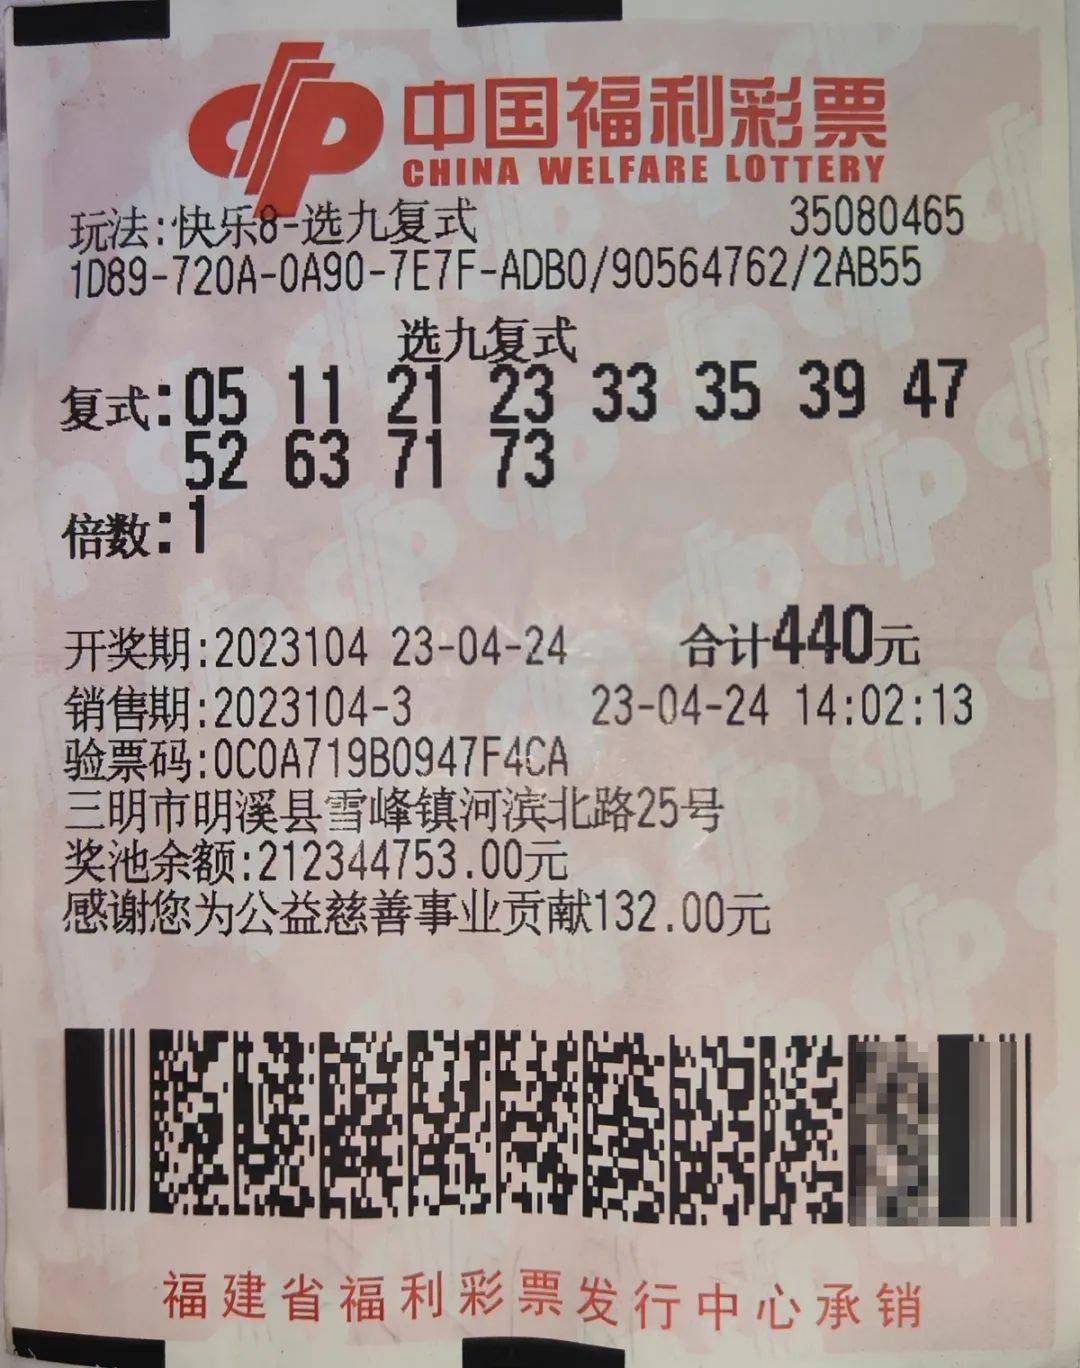 中国福利彩票
CHINA WELFARE LOTTERY
玩法:快乐8-选九复式 35080465
1D89-720A-0A90-7E7F-ADB0/90564762/2AB55
选九复式
复式:05 11 21 23 33 35 39 47
52 63 71 73
倍数:1
开奖期:2023104 23-04-24 合计440元
销售期:2023104-3 23-04-24 14:02:13
验票码:0C0A719B0947F4CA
三明市明溪县雪峰镇河滨北路25号
奖池余额:212344753.00元
感谢您为公益慈善事业贡献132.00元
福建省福利彩票发行中心承销